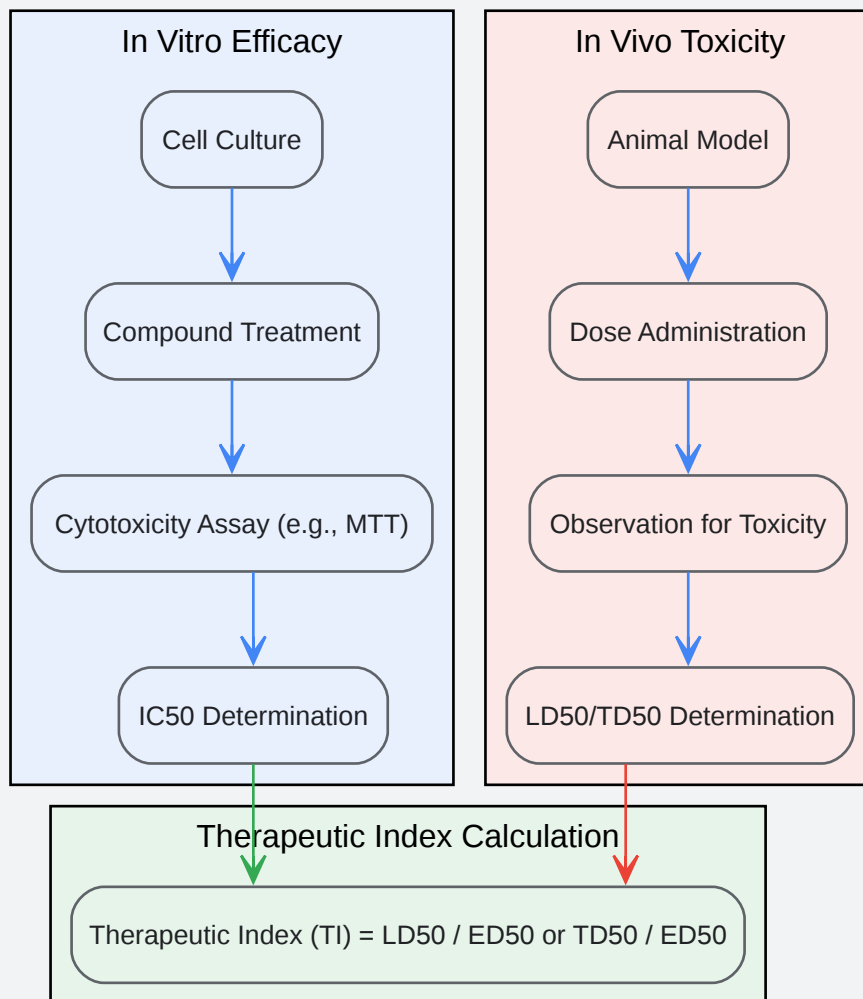 In Vitro Efficacy
Cell Culture
Compound Treatment
Cytotoxicity Assay (e.g., MTT)
IC50 Determination
In Vivo Toxicity
Animal Model
Dose Administration
Observation for Toxicity
LD50/TD50 Determination
Therapeutic Index Calculation
Therapeutic Index (TI) = LD50 / ED50 or TD50 / ED50